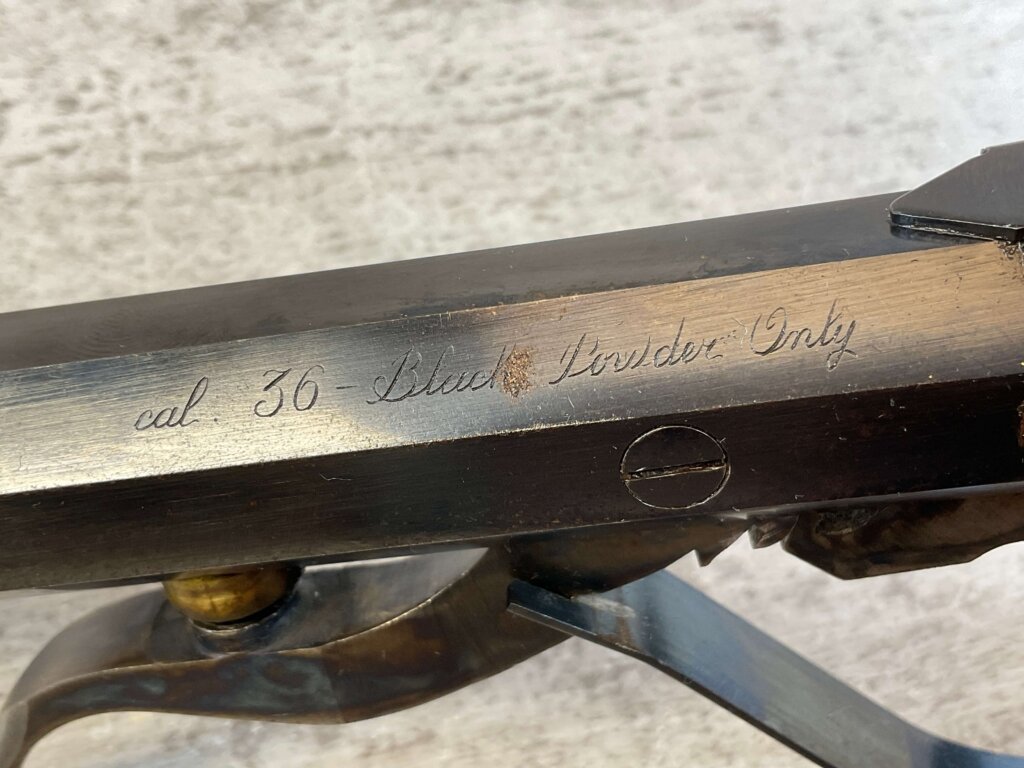 cal. 36 - Black Powder Only